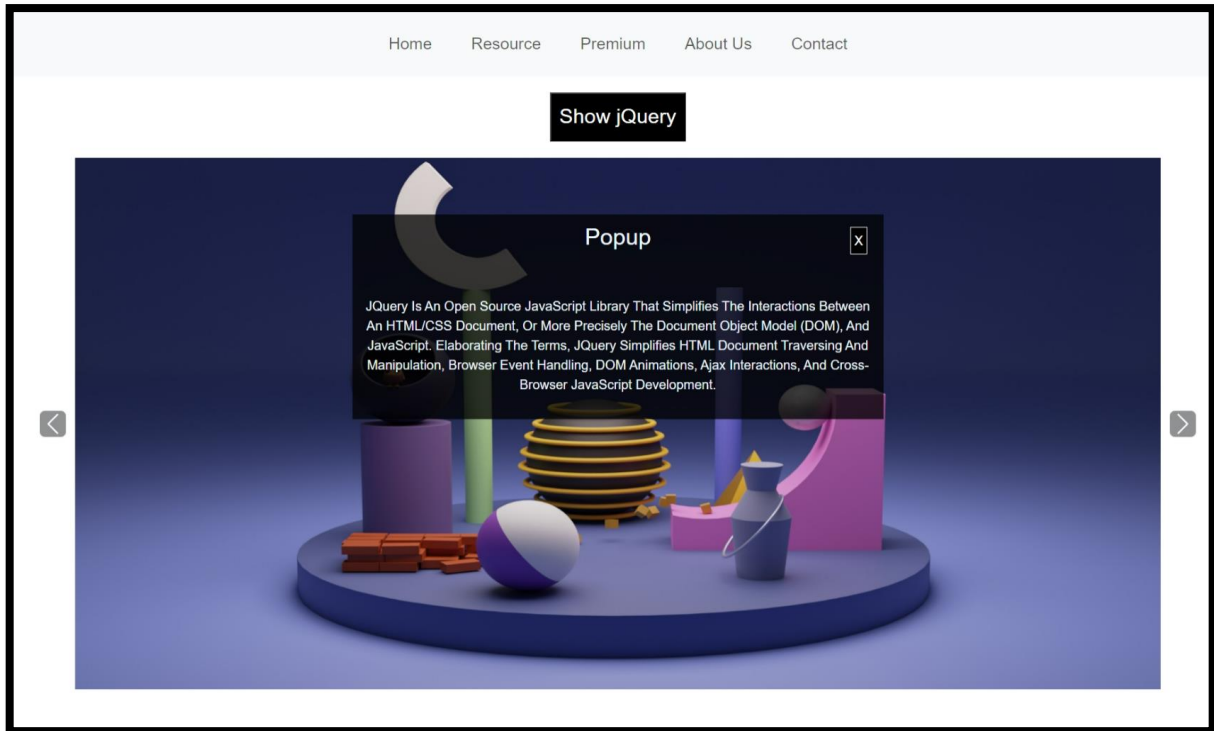 Home Resource Premium About Us Contact
Show jQuery
Popup
X
JQuery Is An Open Source JavaScript Library That Simplifies The Interactions Between
An HTML/CSS Document, Or More Precisely The Document Object Model (DOM), And
JavaScript. Elaborating The Terms, JQuery Simplifies HTML Document Traversing And
Manipulation, Browser Event Handling, DOM Animations, Ajax Interactions, And Cross-
Browser JavaScript Development.